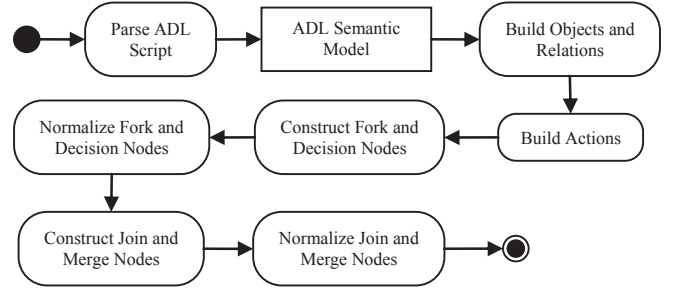 Parse ADL
Script
ADL Semantic
Model
Build Objects and
Relations
Build Actions
Construct Fork and
Decision Nodes
Normalize Fork and
Decision Nodes
Construct Join and
Merge Nodes
Normalize Join and
Merge Nodes